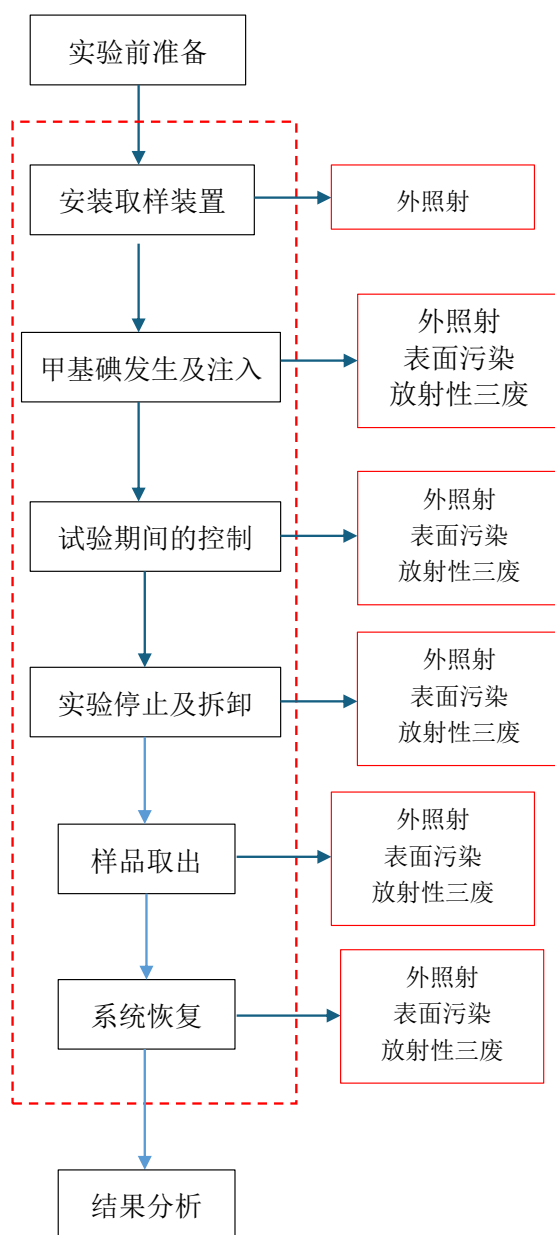 实验前准备
安装取样装置
外照射
甲基碘发生及注入
外照射
表面污染
放射性三废
试验期间的控制
外照射
表面污染
放射性三废
实验停止及拆卸
外照射
表面污染
放射性三废
样品取出
外照射
表面污染
放射性三废
系统恢复
外照射
表面污染
放射性三废
结果分析